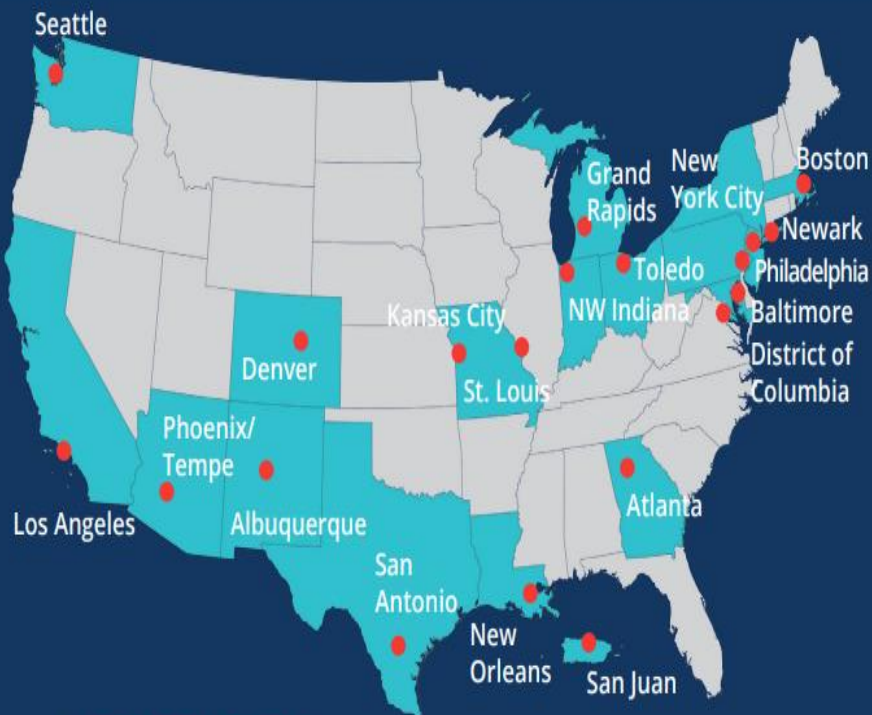 Seattle
Grand
Rapids
New
York City
Boston
Newark
Toledo
Philadelphia
NW Indiana
Baltimore
Kansas City
District of
Columbia
Denver
St. Louis
Phoenix/
Tempe
Atlanta
Los Angeles
Albuquerque
San
Antonio
New
Orleans
San Juan